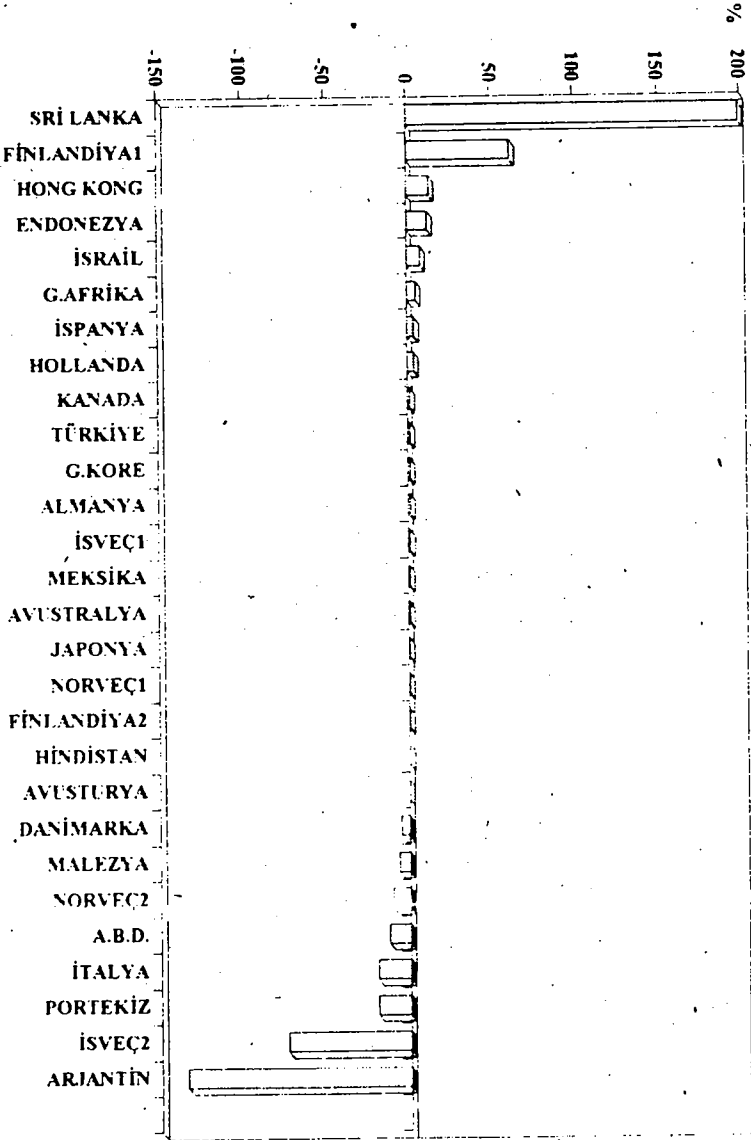 %
-150
-100
-50
0
50
100
150
200
SRİ LANKA
FİNLANDİYA1
HONG KONG
ENDONEZYA
İSRAİL
G.AFRİKA
İSPANYA
HOLLANDA
KANADA
TÜRKİYE
G.KORE
ALMANYA
İSVEÇ1
MEKSİKA
AVUSTRALYA
JAPONYA
NORVEÇ1
FİNLANDİYA2
HİNDİSTAN
AVUSTURYA
DANİMARKA
MALEZYA
NORVEÇ2
A.B.D.
İTALYA
PORTEKİZ
İSVEÇ2
ARJANTİN